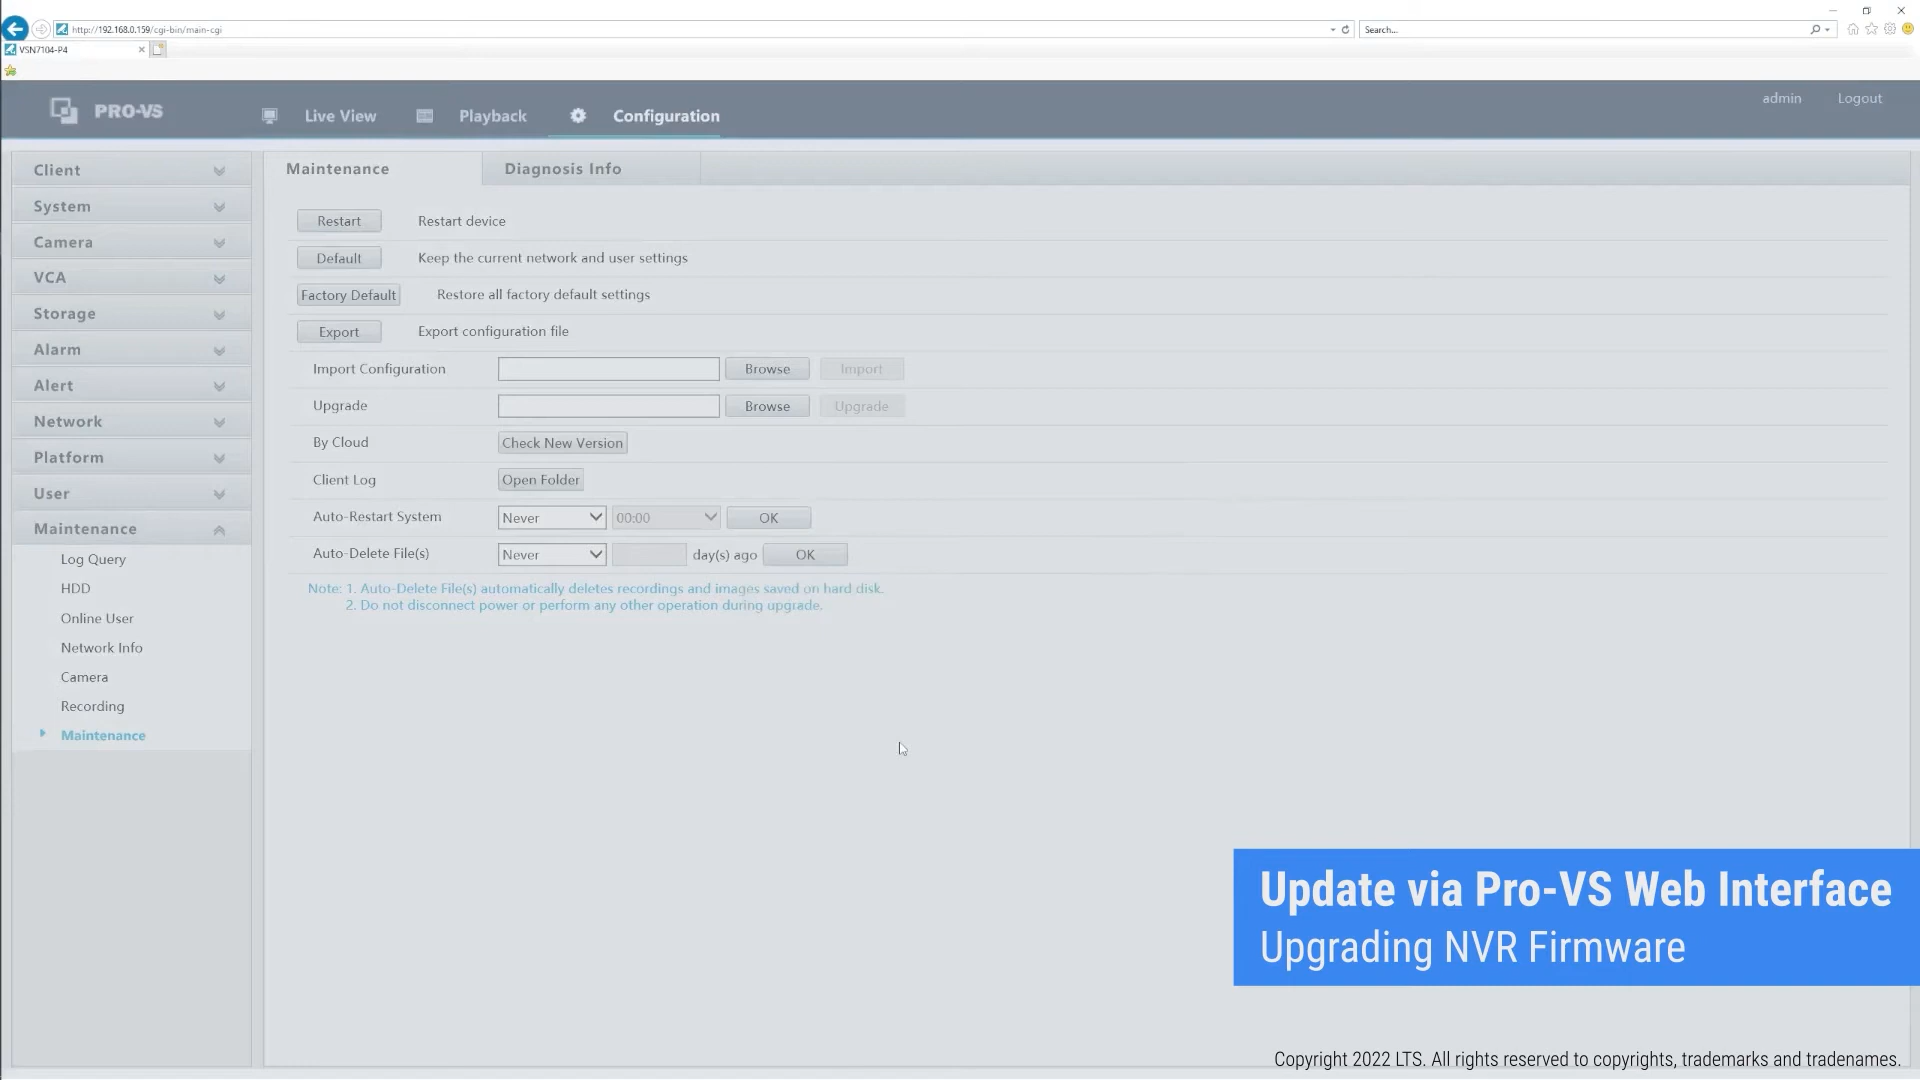 http://192.168.0.159/cgi-bin/main-cgi
Search...
VSN7104-P4
PRO-VS
Live View
Playback
Configuration
admin
Logout
Client
System
Camera
VCA
Storage
Alarm
Alert
Network
Platform
User
Maintenance
Log Query
HDD
Online User
Network Info
Camera
Recording
Maintenance
Maintenance
Diagnosis Info
Restart Restart device
Default Keep the current network and user settings
Factory Default Restore all factory default settings
Export Export configuration file
Import Configuration Browse Import
Upgrade Browse Upgrade
By Cloud Check New Version
Client Log Open Folder
Auto-Restart System Never 00:00 OK
Auto-Delete File(s) Never day(s) ago OK
Note: 1. Auto-Delete File(s) automatically deletes recordings and images saved on hard disk.
2. Do not disconnect power or perform any other operation during upgrade.
Update via Pro-VS Web Interface
Upgrading NVR Firmware
Copyright 2022 LTS. All rights reserved to copyrights, trademarks and tradenames.